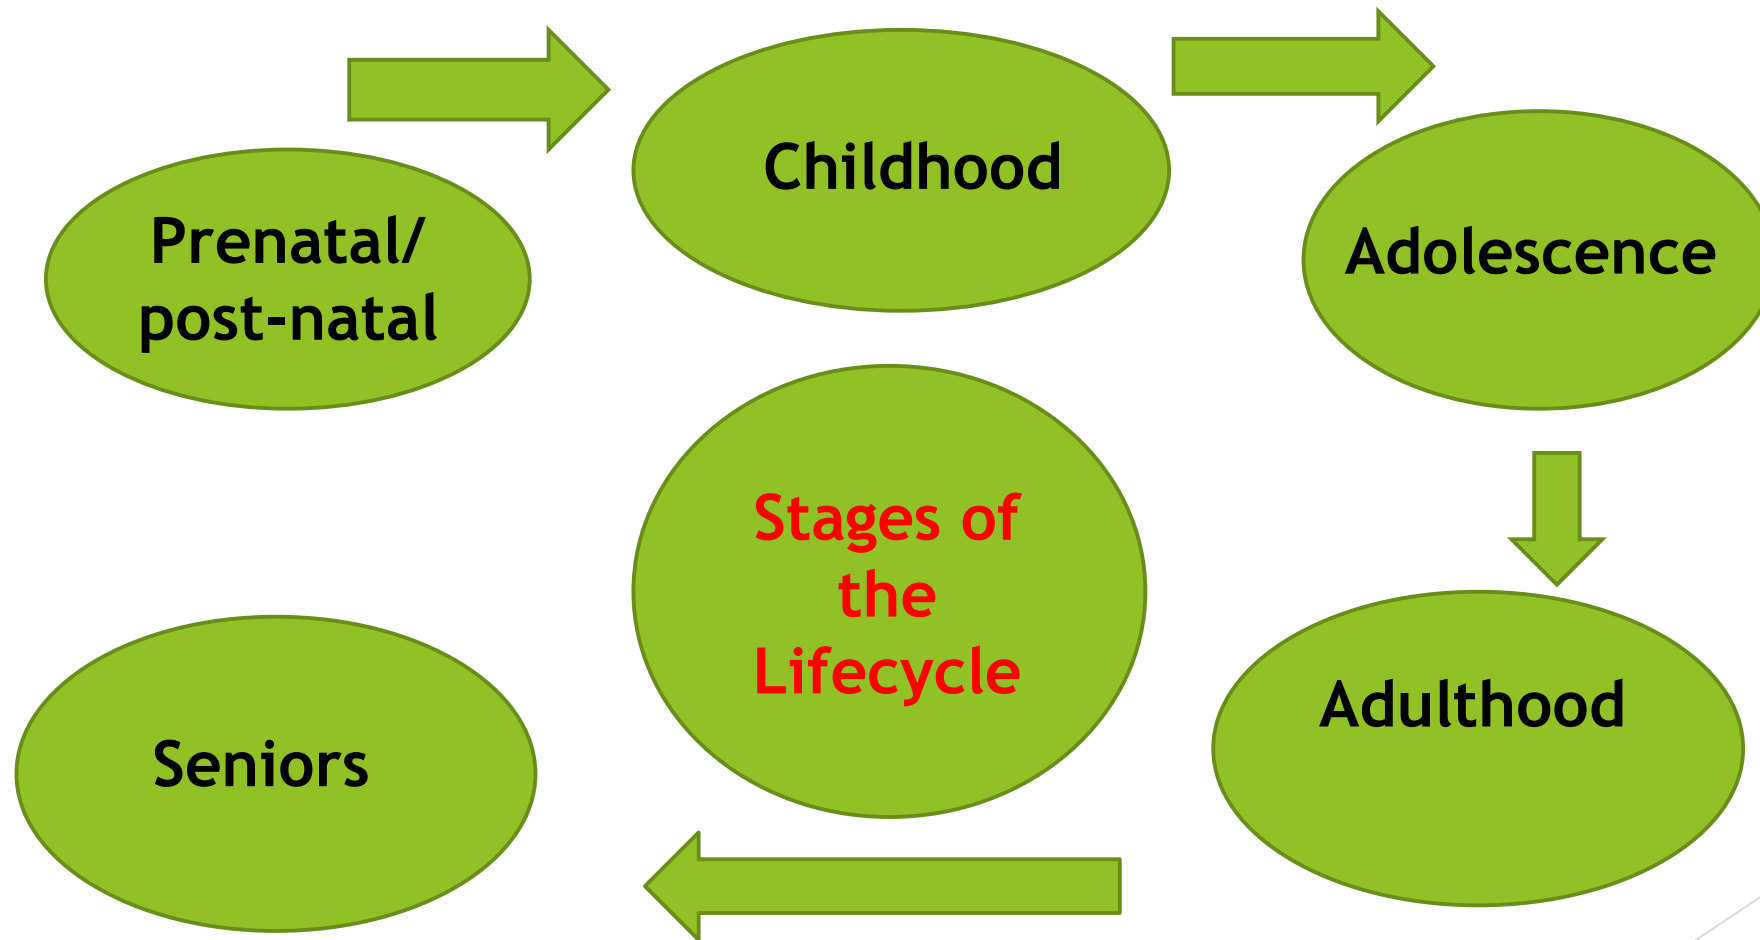 Childhood
Prenatal/
post-natal
Adolescence
Stages of
the
Lifecycle
Adulthood
Seniors